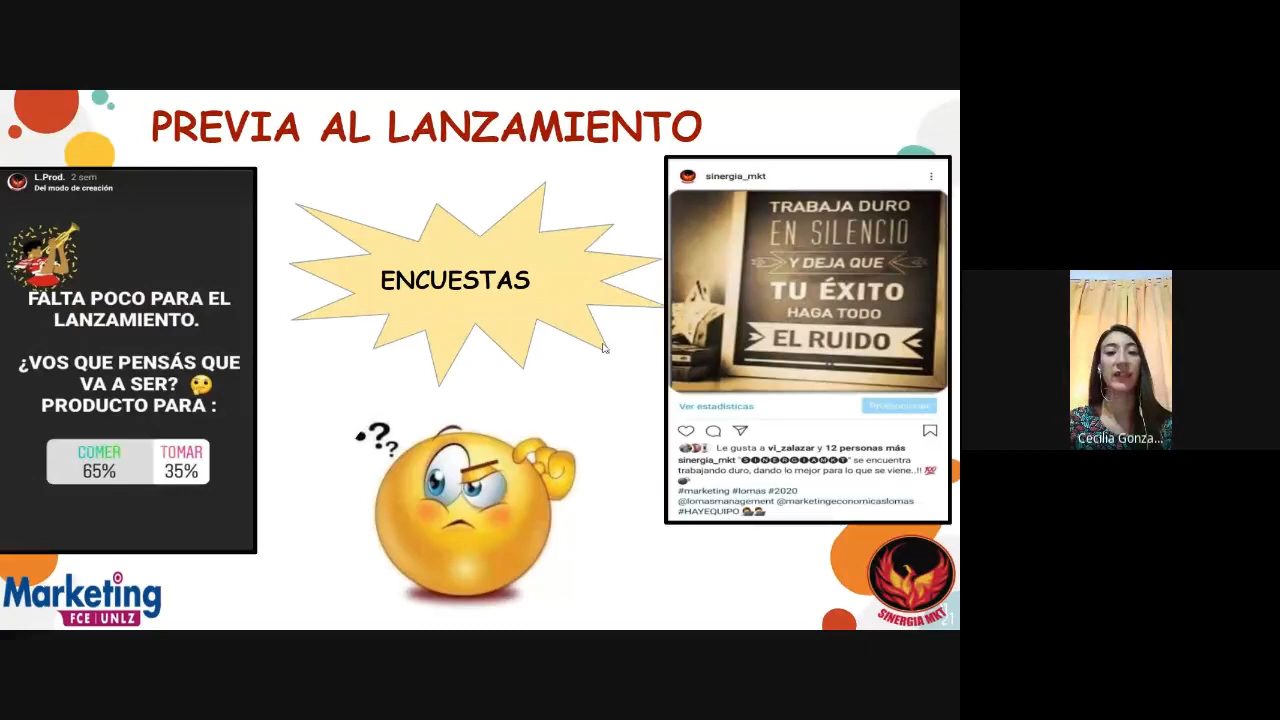 PREVIA AL LANZAMIENTO
L.Prod. 2 sem
Del modo de creación
FALTA POCO PARA EL
LANZAMIENTO.
¿VOS QUE PENSÁS QUE
VA A SER? 🤔
PRODUCTO PARA :
COMER TOMAR
65% 35%
ENCUESTAS
???
sinergia_mkt
TRABAJA DURO
EN SILENCIO
Y DEJA QUE
TU ÉXITO
HAGA TODO
EL RUIDO
Ver estadísticas Promocionar
Le gusta a vi_zalazar y 12 personas más
sinergia_mkt "🅢🅘🅝🅔🅡🅖🅘🅐🅜🅚🅣" se encuentra
trabajando duro, dando lo mejor para lo que se viene..!! 💯
#marketing #lomas #2020
@lomasmanagement @marketingeconomicaslomas
#HAYEQUIPO
Marketing
FCE | UNLZ
SINERGIA MKT
21
Cecilia Gonza...